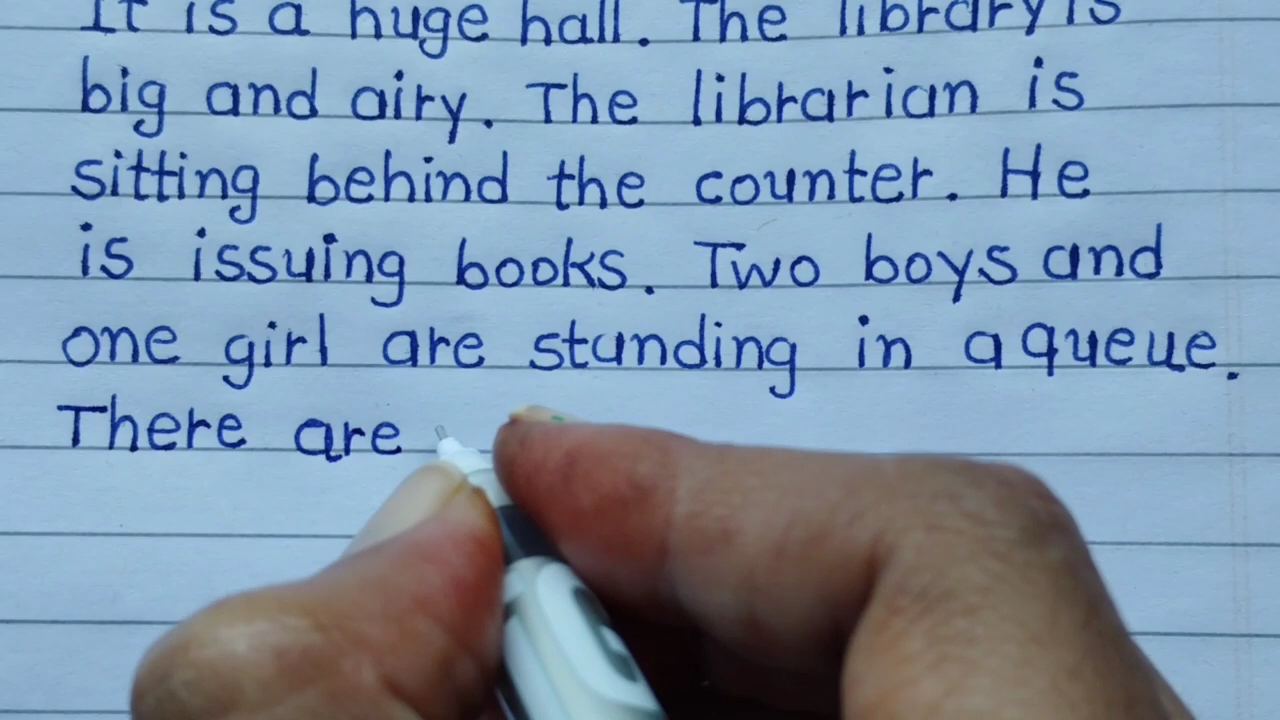 It is a huge hall. The library is
big and airy. The librarian is
sitting behind the counter. He
is issuing books. Two boys and
one girl are standing in a queue.
There are